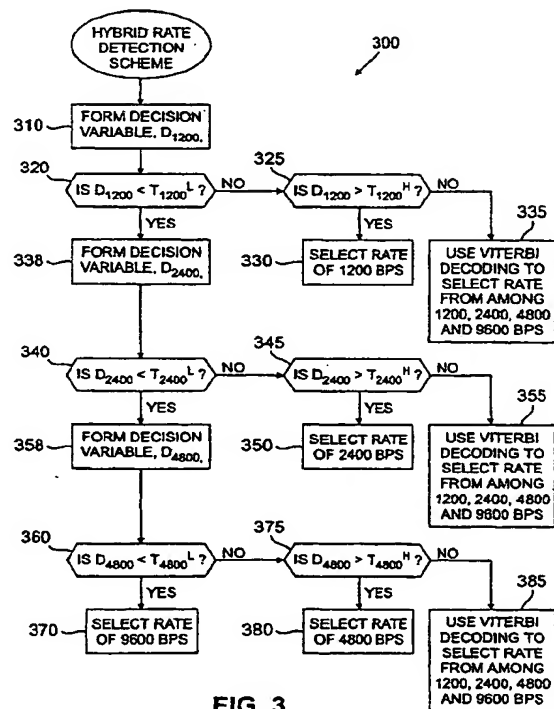 HYBRID RATE
DETECTION
SCHEME
300
310
FORM DECISION
VARIABLE, D1200,
320
IS D1200 < T1200L ?
NO
325
IS D1200 > T1200H ?
NO
335
YES
YES
338
FORM DECISION
VARIABLE, D2400,
330
SELECT RATE
OF 1200 BPS
USE VITERBI
DECODING TO
SELECT RATE
FROM AMONG
1200, 2400, 4800
AND 9600 BPS
340
IS D2400 < T2400L ?
NO
345
IS D2400 > T2400H ?
NO
355
YES
YES
358
FORM DECISION
VARIABLE, D4800,
350
SELECT RATE
OF 2400 BPS
USE VITERBI
DECODING TO
SELECT RATE
FROM AMONG
1200, 2400, 4800
AND 9600 BPS
360
IS D4800 < T4800L ?
NO
375
IS D4800 > T4800H ?
NO
385
YES
YES
370
SELECT RATE
OF 9600 BPS
380
SELECT RATE
OF 4800 BPS
USE VITERBI
DECODING TO
SELECT RATE
FROM AMONG
1200, 2400, 4800
AND 9600 BPS
FIG. 3